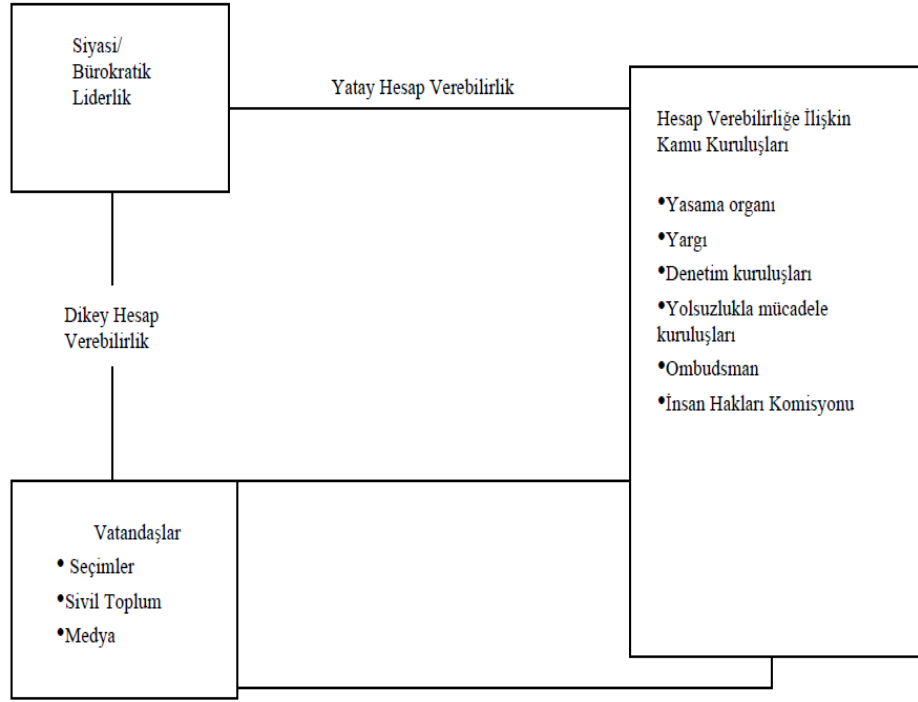 Siyasi/
Bürokratik
Liderlik
Yatay Hesap Verebilirlik
Hesap Verebilirliğe İlişkin
Kamu Kuruluşları
•Yasama organı
•Yargı
•Denetim kuruluşları
•Yolsuzlukla mücadele
kuruluşları
•Ombudsman
•İnsan Hakları Komisyonu
Dikey Hesap
Verebilirlik
Vatandaşlar
• Seçimler
•Sivil Toplum
•Medya